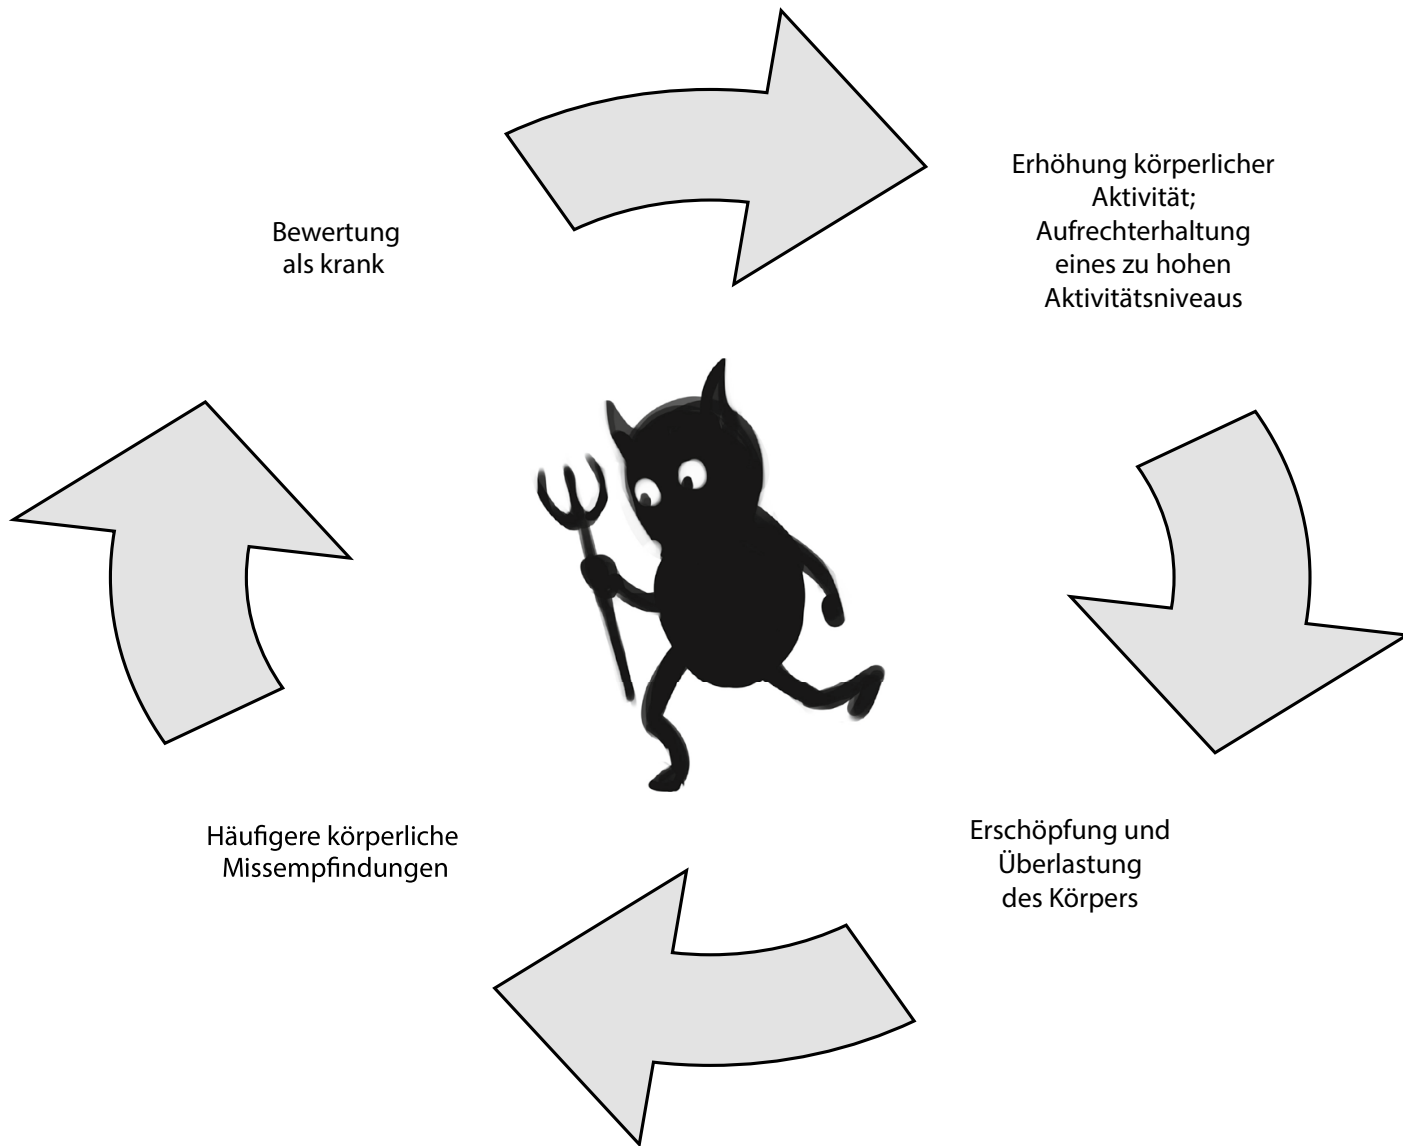 Bewertung
als krank
Erhöhung körperlicher
Aktivität;
Aufrechterhaltung
eines zu hohen
Aktivitätsniveaus
Erschöpfung und
Überlastung
des Körpers
Häufigere körperliche
Missempfindungen